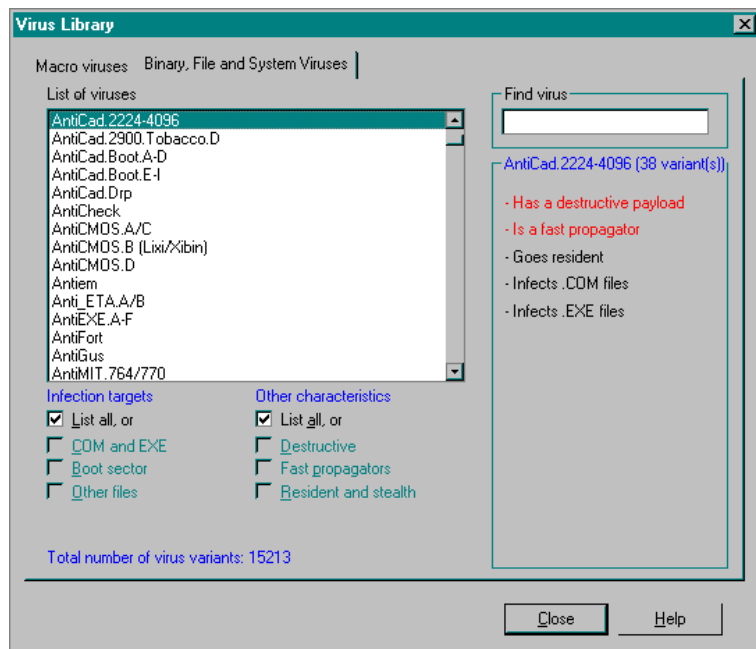 Virus Library
Macro viruses
Binary, File and System Viruses
List of viruses
AntiCad.2224-4096
AntiCad.2900.Tobacco.D
AntiCad.Boot.A-D
AntiCad.Boot.E-I
AntiCad.Drp
AntiCheck
AntiCMOS.A/C
AntiCMOS.B (Lixi/Xibin)
AntiCMOS.D
Antiem
Anti_ETA.A/B
AntiEXE.A-F
AntiFort
AntiGus
AntiMIT.764/770
Find virus
AntiCad.2224-4096 (38 variant(s))
- Has a destructive payload
- Is a fast propagator
- Goes resident
- Infects .COM files
- Infects .EXE files
Infection targets
List all, or
COM and EXE
Boot sector
Other files
Other characteristics
List all, or
Destructive
Fast propagators
Resident and stealth
Total number of virus variants: 15213
Close
Help